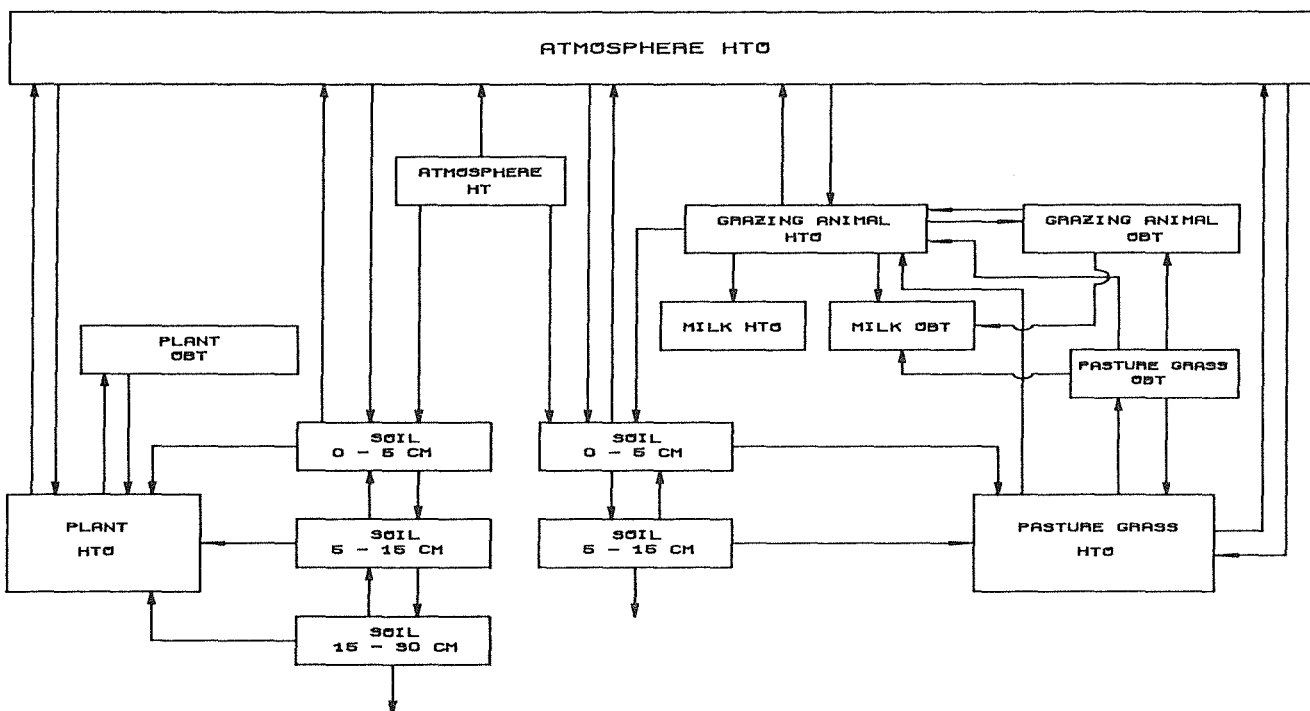 ATMOSPHERE HTO
ATMOSPHERE
HT
GRAZING ANIMAL
HTO
GRAZING ANIMAL
OBT
MILK HTO
MILK OBT
PLANT
OBT
PASTURE GRASS
OBT
SOIL
0 - 5 CM
SOIL
0 - 5 CM
PLANT
HTO
SOIL
5 - 15 CM
SOIL
5 - 15 CM
PASTURE GRASS
HTO
SOIL
15 - 30 CM